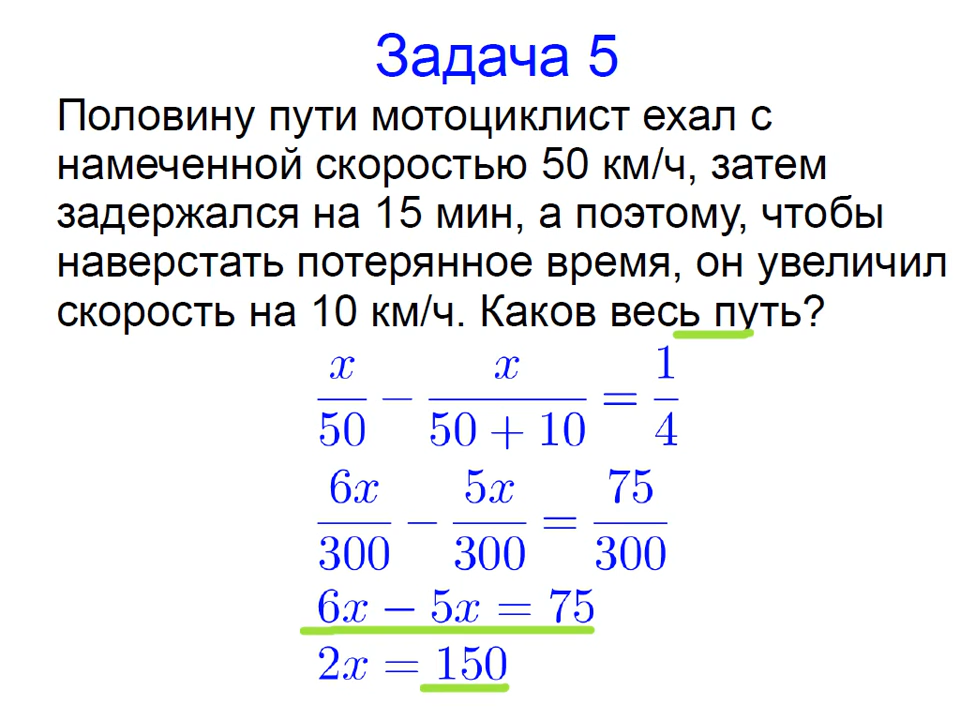 Задача 5
Половину пути мотоциклист ехал с
намеченной скоростью 50 км/ч, затем
задержался на 15 мин, а поэтому, чтобы
наверстать потерянное время, он увеличил
скорость на 10 км/ч. Каков весь путь?
x/50 − x/(50 + 10) = 1/4
6x/300 − 5x/300 = 75/300
6x − 5x = 75
2x = 150